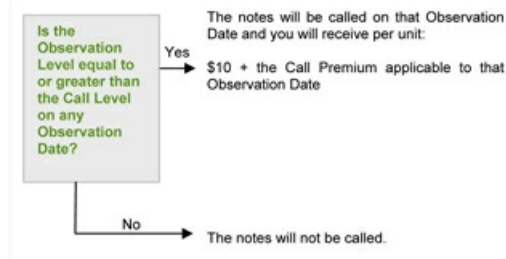 Is the
Observation
Level equal to
or greater than
the Call Level
on any
Observation
Date?
Yes
The notes will be called on that Observation
Date and you will receive per unit:
$10 + the Call Premium applicable to that
Observation Date
No
The notes will not be called.